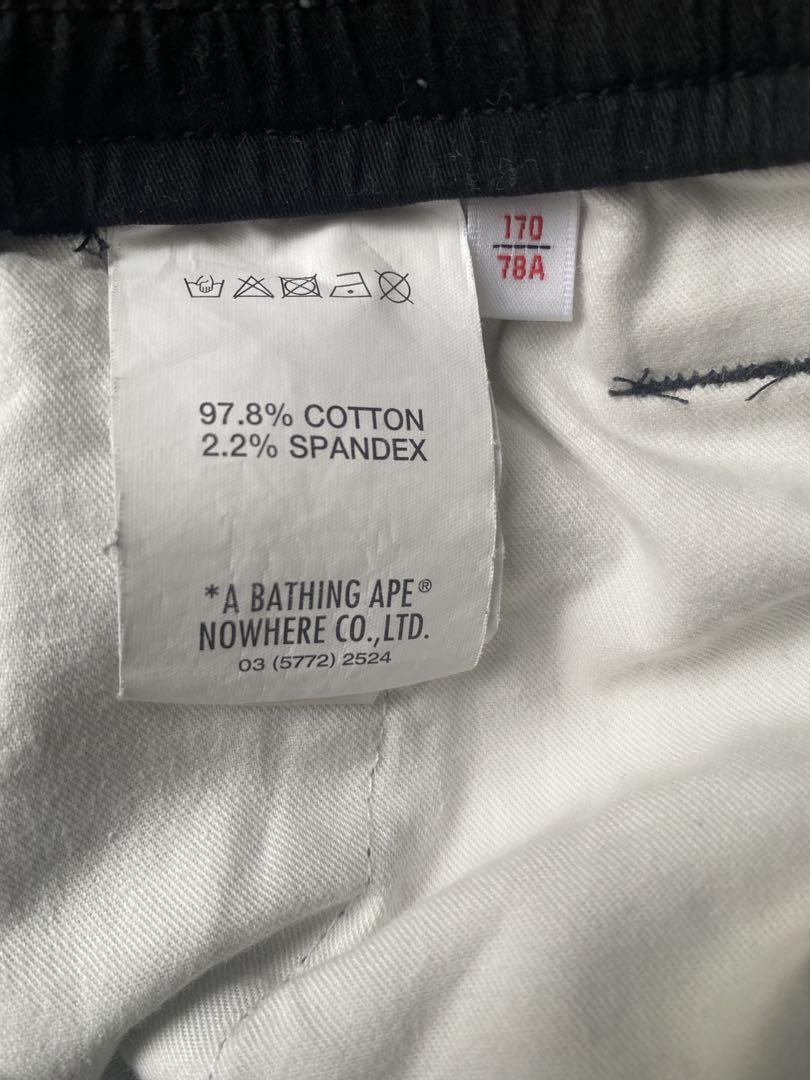 170
78A
97.8% COTTON
2.2% SPANDEX
*A BATHING APE®
NOWHERE CO.,LTD.
03 (5772) 2524